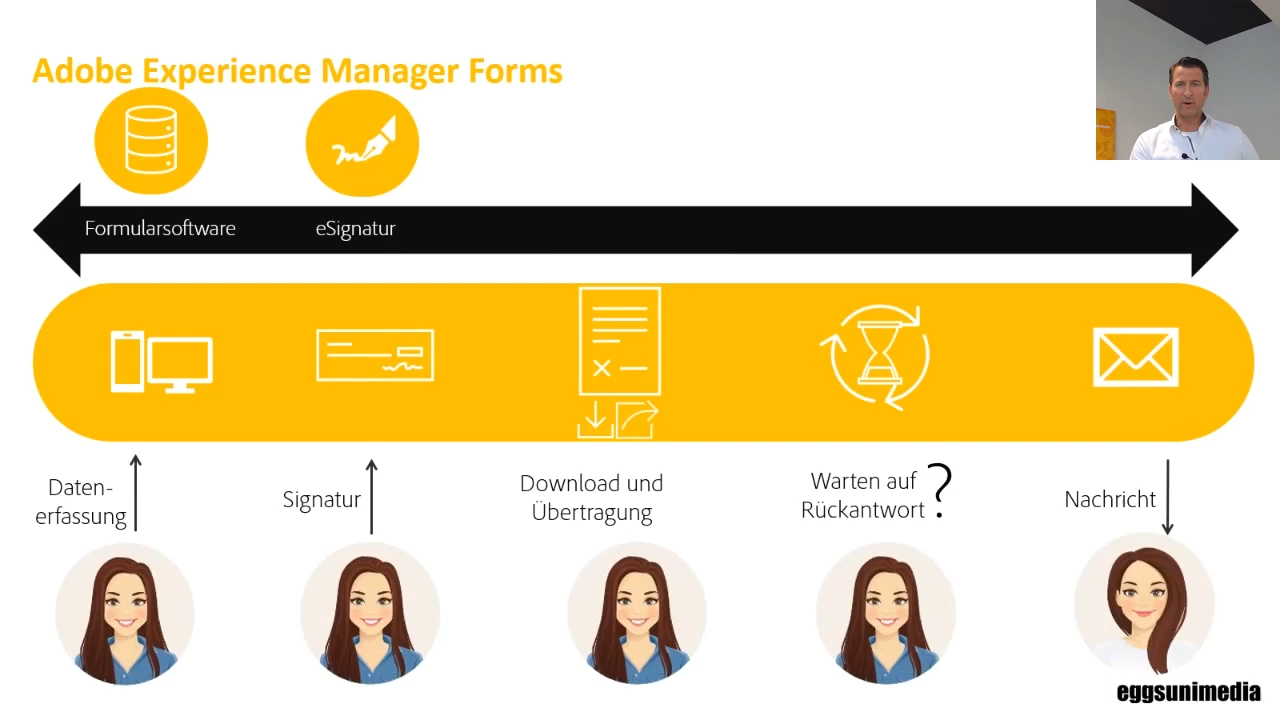 Adobe Experience Manager Forms
Formularsoftware
eSignatur
Daten-
erfassung
Signatur
Download und
Übertragung
Warten auf
Rückantwort ?
Nachricht
eggsunimedia